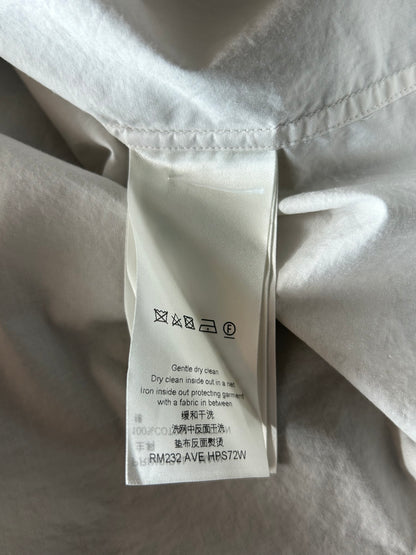 Gentle dry clean
Dry clean inside out in a net
Iron inside out protecting garment
with a fabric in between
缓和干洗
洗网中反面干洗
垫布反面熨烫
RM232 AVE HPS72W